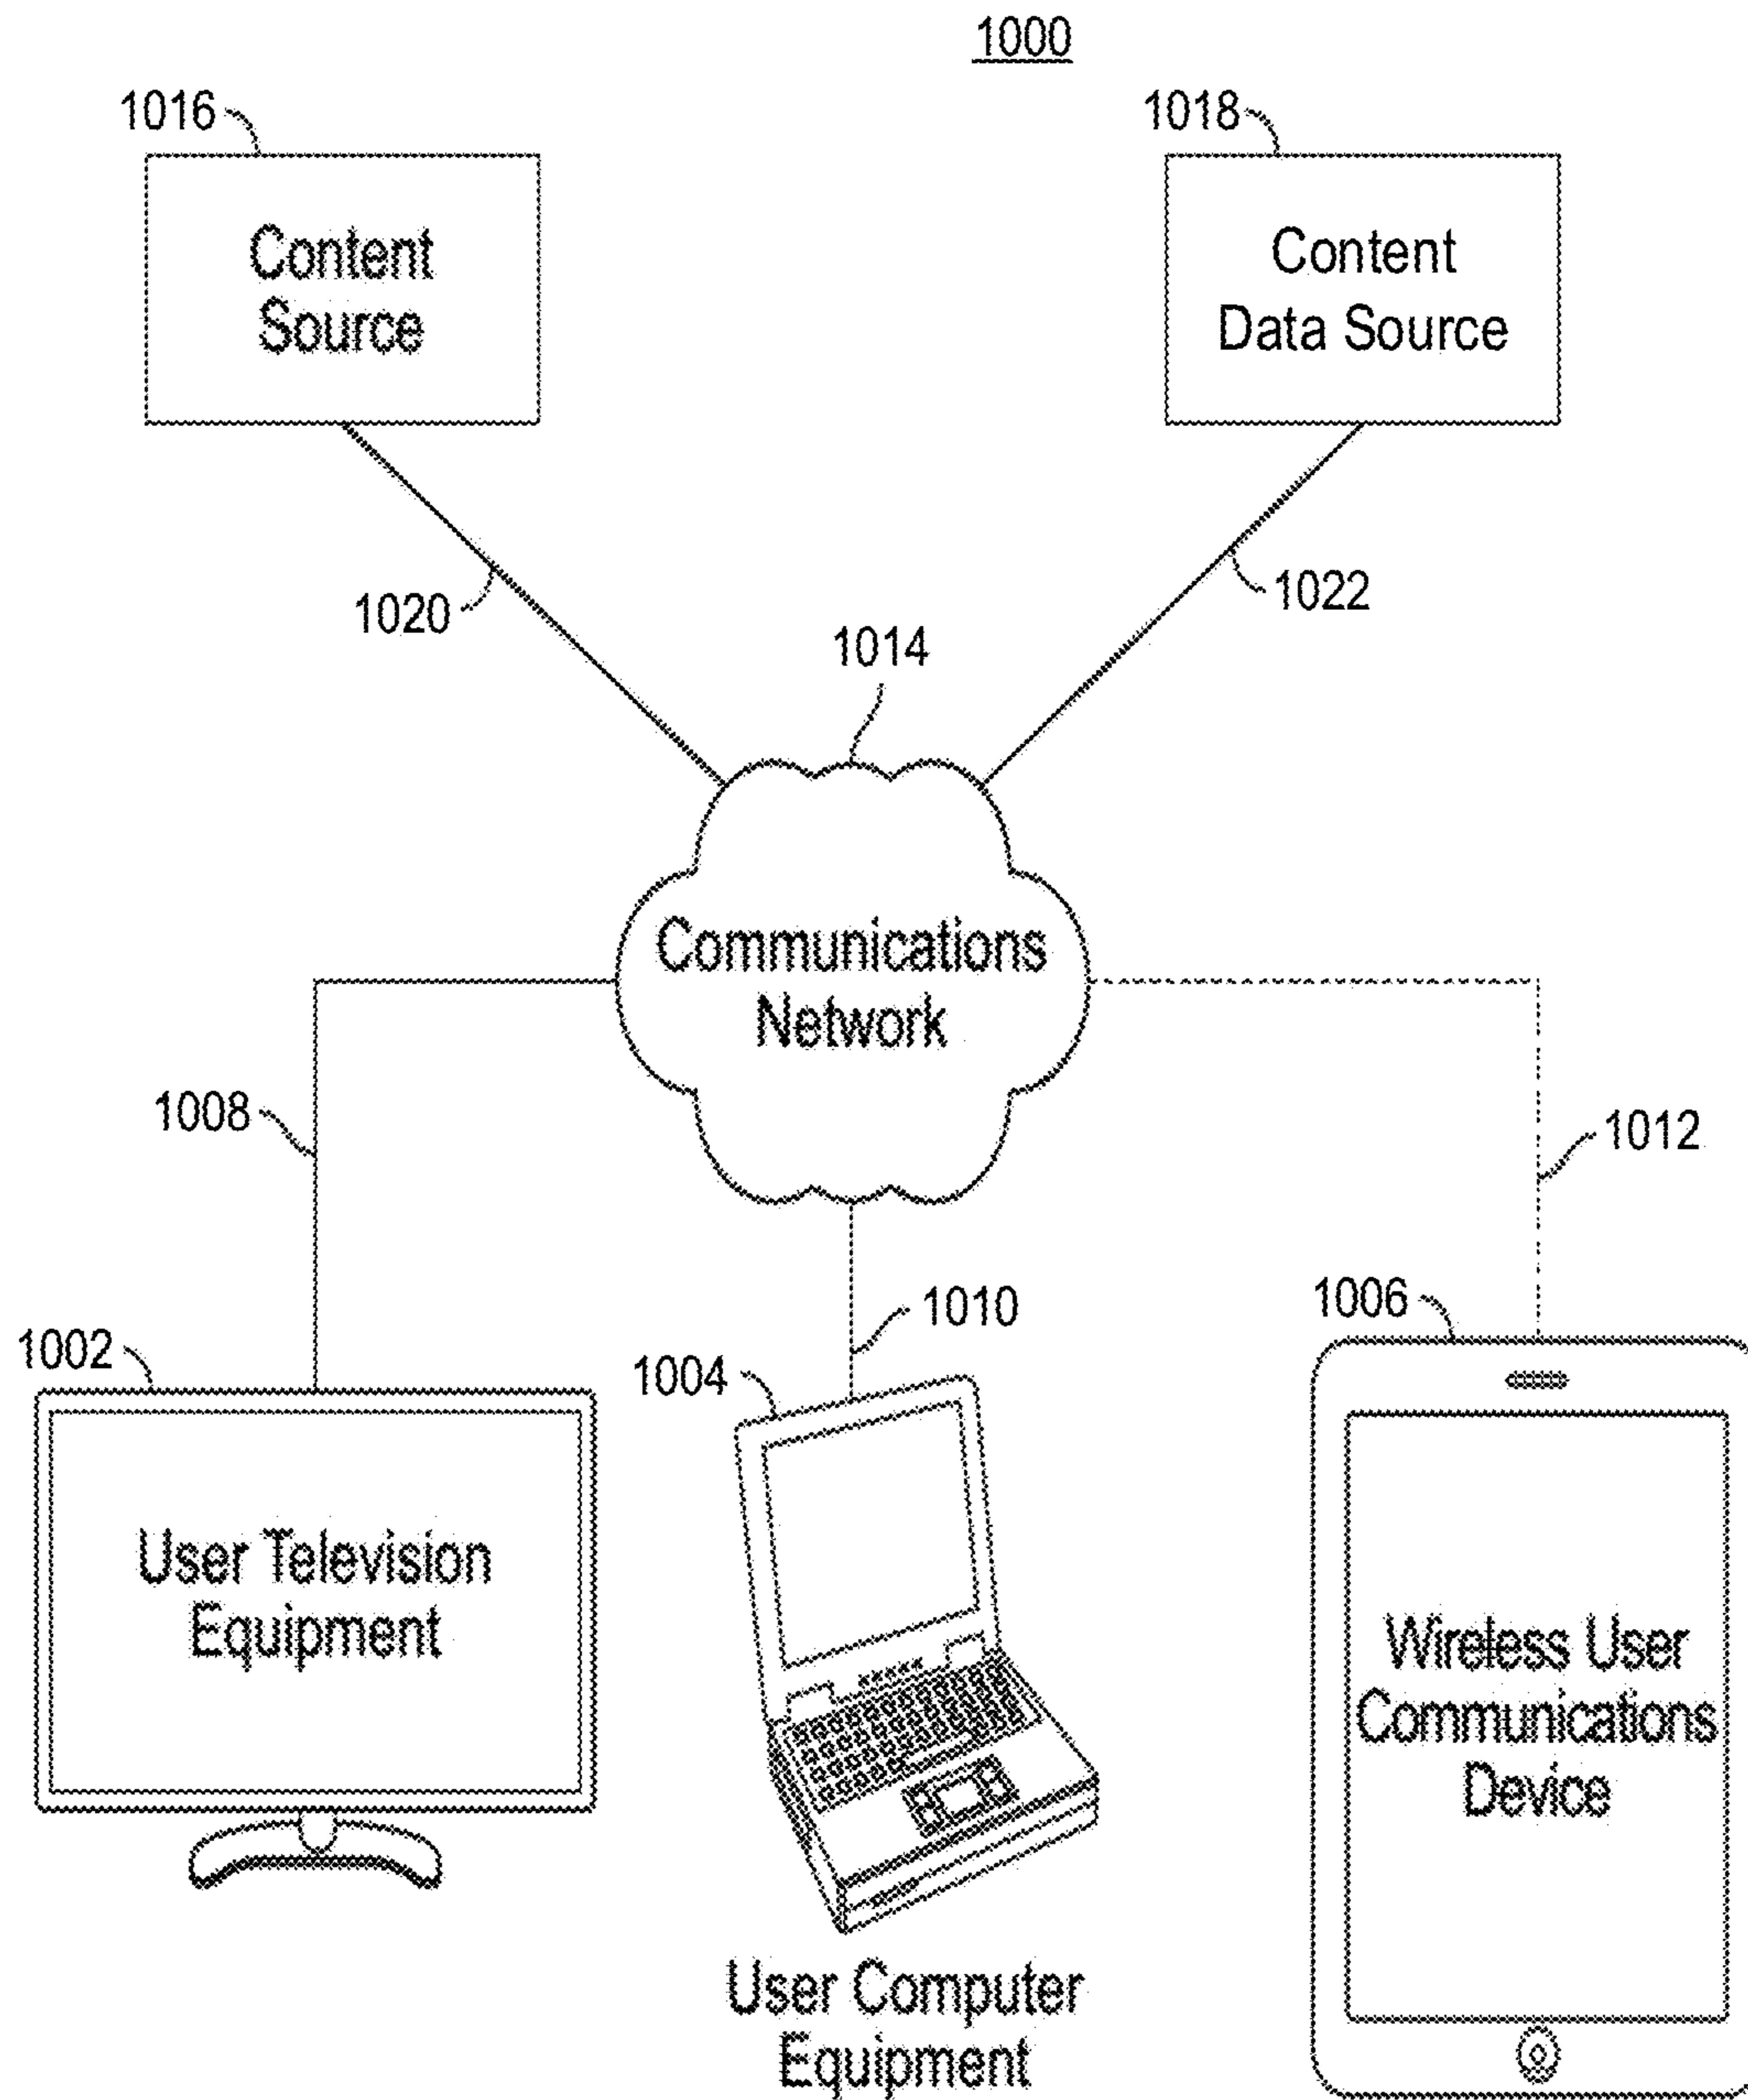 1000
1016
1018
Content
Source
Content
Data Source
1020
1022
1014
Communications
Network
1008
1012
1010
1006
1002
1004
User Television
Equipment
Wireless User
Communications
Device
User Computer
Equipment